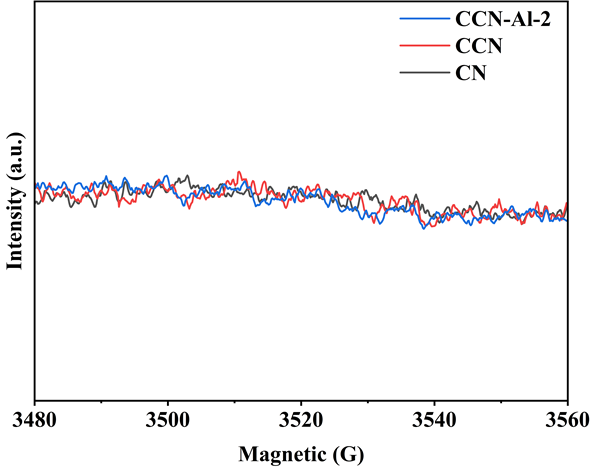 CCN-Al-2
CCN
CN
Intensity (a.u.)
3480 3500 3520 3540 3560
Magnetic (G)